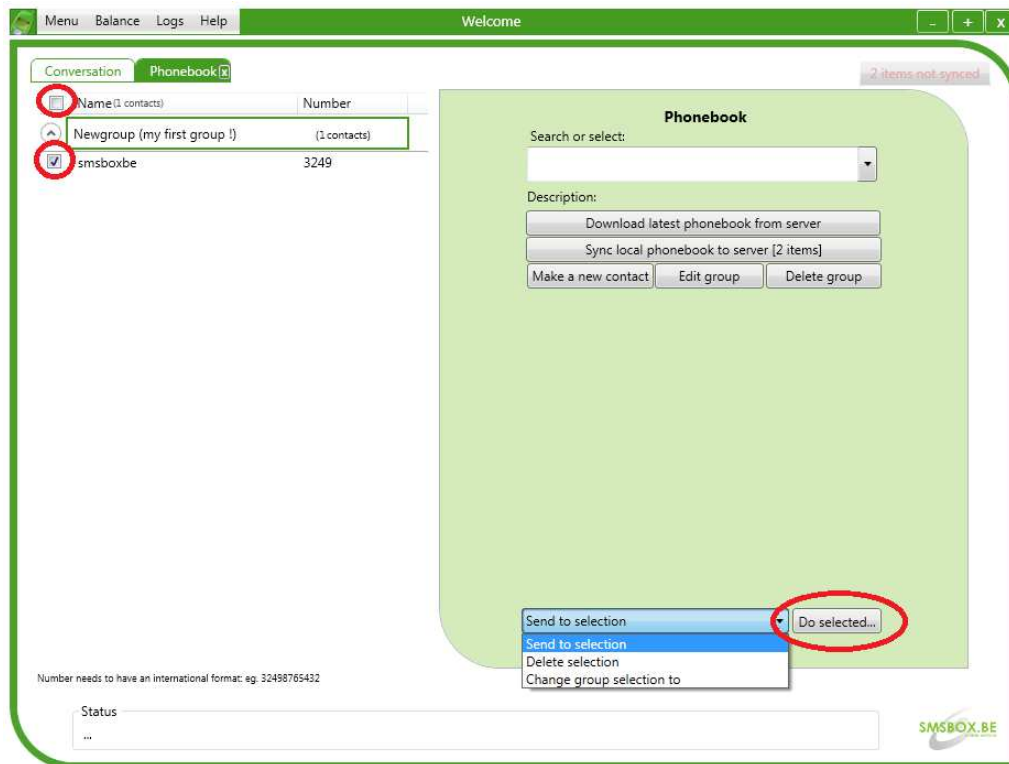 Menu Balance Logs Help Welcome - + x
Conversation Phonebook x
2 items not synced
Name (1 contacts) Number
Newgroup (my first group !) (1 contacts)
smsboxbe 3249
Phonebook
Search or select:
Description:
Download latest phonebook from server
Sync local phonebook to server [2 items]
Make a new contact Edit group Delete group
Send to selection Do selected...
Send to selection
Delete selection
Change group selection to
Number needs to have an international format: eg. 32498765432
Status
...
SMSBOX.BE